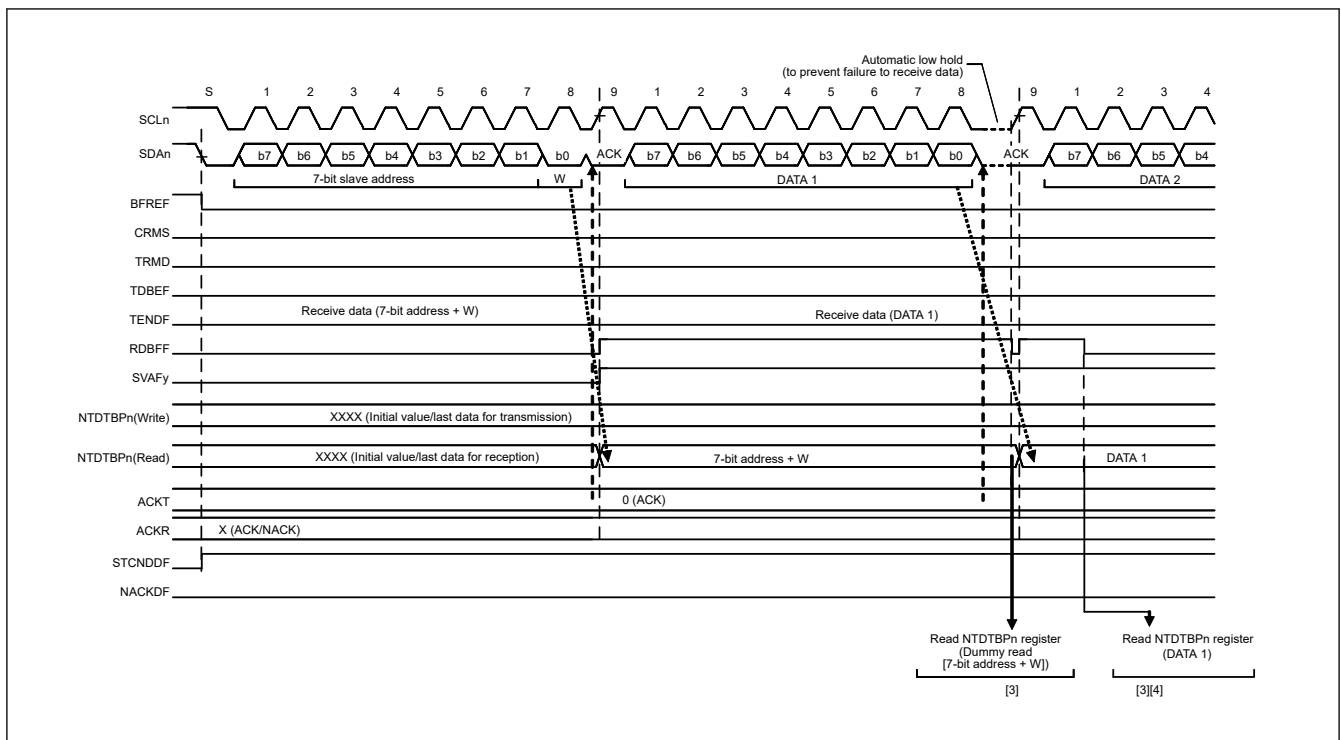 Automatic low hold
(to prevent failure to receive data)
S 1 2 3 4 5 6 7 8 9 1 2 3 4 5 6 7 8 9 1 2 3 4
SCLn
SDAn b7 b6 b5 b4 b3 b2 b1 b0 ACK b7 b6 b5 b4 b3 b2 b1 b0 ACK b7 b6 b5 b4
7-bit slave address W DATA 1 DATA 2
BFREF
CRMS
TRMD
TDBEF
Receive data (7-bit address + W) Receive data (DATA 1)
TENDF
RDBFF
SVAFy
NTDTBPn(Write) XXXX (Initial value/last data for transmission)
NTDTBPn(Read) XXXX (Initial value/last data for reception) 7-bit address + W DATA 1
ACKT 0 (ACK)
ACKR X (ACK/NACK)
STCNDDF
NACKDF
Read NTDTBPn register
(Dummy read
[7-bit address + W])
[3]
Read NTDTBPn register
(DATA 1)
[3][4]